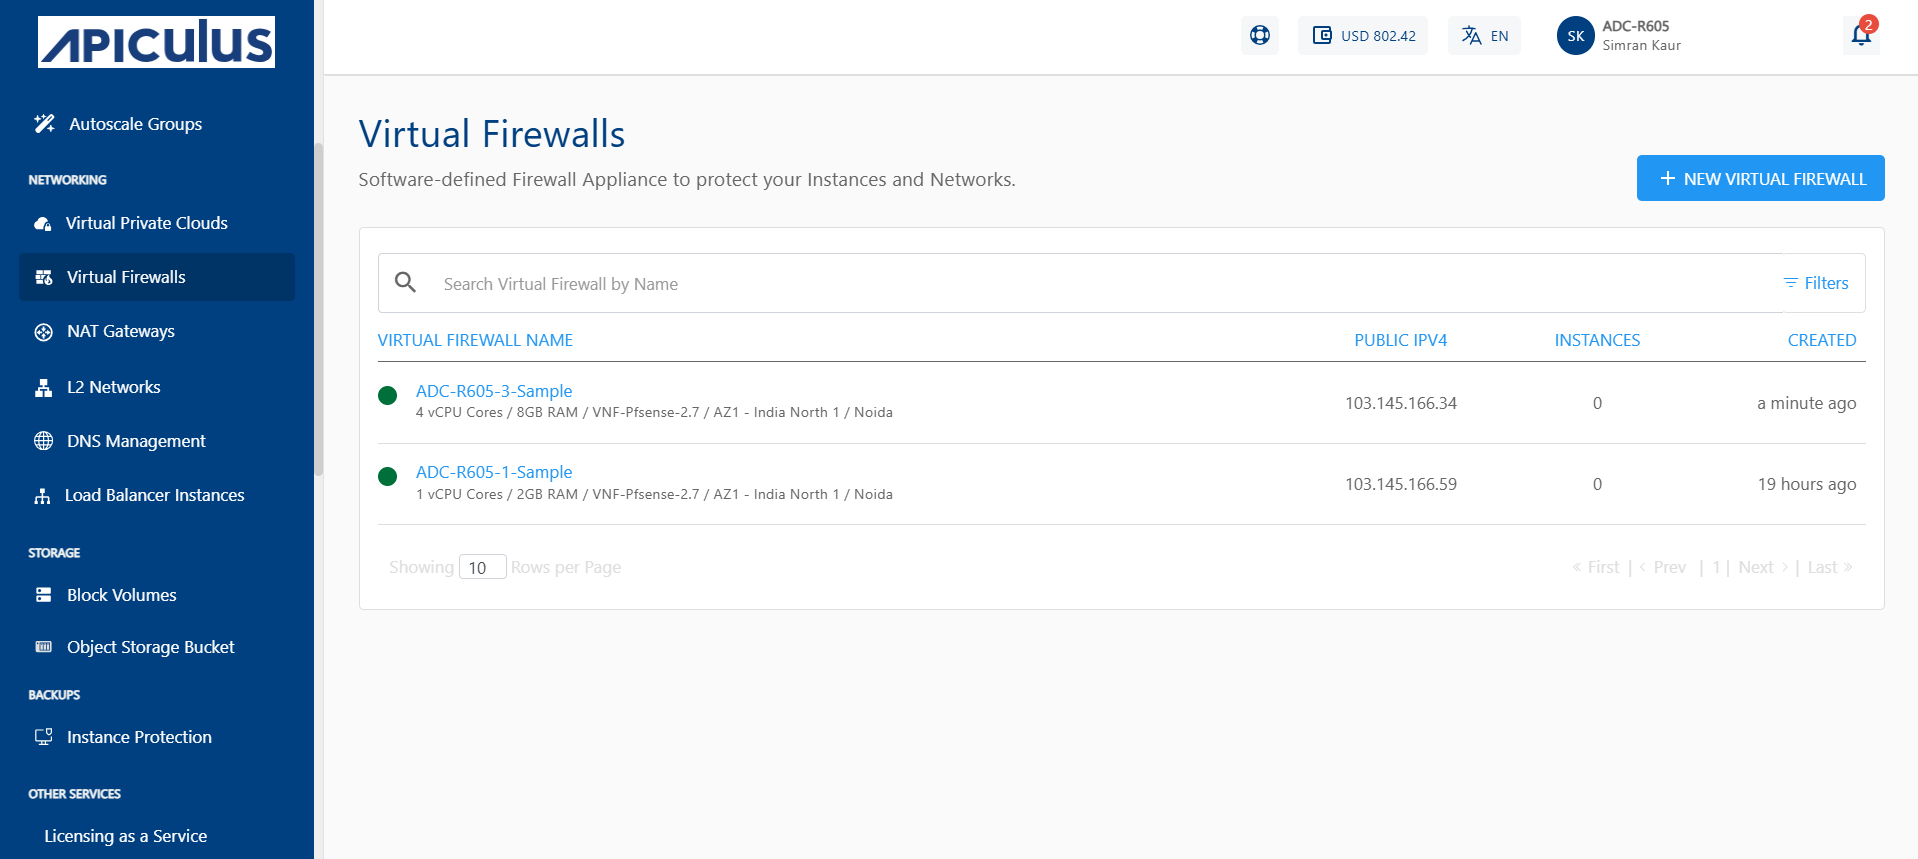 APICULUS
USD 802.42
EN
SK
ADC-R605
Simran Kaur
2
Autoscale Groups
NETWORKING
Virtual Private Clouds
Virtual Firewalls
NAT Gateways
L2 Networks
DNS Management
Load Balancer Instances
STORAGE
Block Volumes
Object Storage Bucket
BACKUPS
Instance Protection
OTHER SERVICES
Licensing as a Service
Virtual Firewalls
Software-defined Firewall Appliance to protect your Instances and Networks.
NEW VIRTUAL FIREWALL
Search Virtual Firewall by Name
Filters
VIRTUAL FIREWALL NAME PUBLIC IPV4 INSTANCES CREATED
ADC-R605-3-Sample
4 vCPU Cores / 8GB RAM / VNF-Pfsense-2.7 / AZ1 - India North 1 / Noida
103.145.166.34 0 a minute ago
ADC-R605-1-Sample
1 vCPU Cores / 2GB RAM / VNF-Pfsense-2.7 / AZ1 - India North 1 / Noida
103.145.166.59 0 19 hours ago
Showing 10 Rows per Page
« First | ‹ Prev | 1 | Next › | Last »